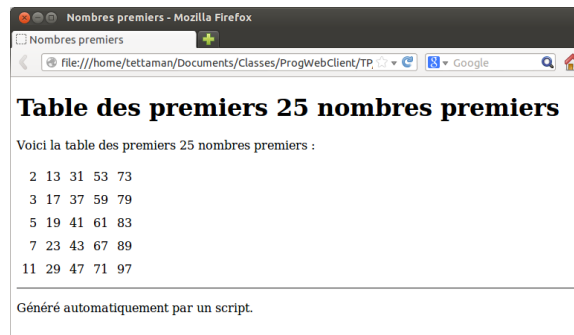 Nombres premiers - Mozilla Firefox
Nombres premiers
file:///home/tettaman/Documents/Classes/ProgWebClient/TP
Google
Table des premiers 25 nombres premiers
Voici la table des premiers 25 nombres premiers :
2 13 31 53 73
3 17 37 59 79
5 19 41 61 83
7 23 43 67 89
11 29 47 71 97
Généré automatiquement par un script.